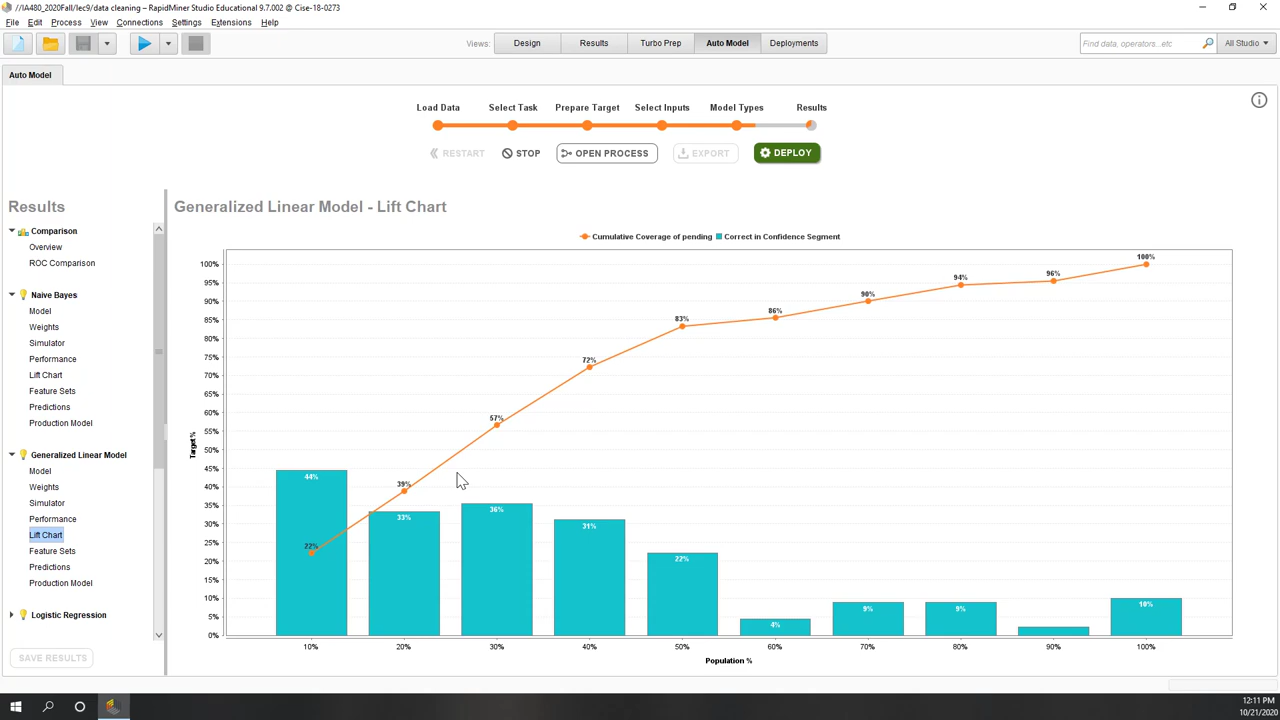 //IA480_2020Fall/lec9/data cleaning – RapidMiner Studio Educational 9.7.002 @ Cise-18-0273
File Edit Process View Connections Settings Extensions Help
Views: Design Results Turbo Prep Auto Model Deployments
Find data, operators...etc
All Studio
Auto Model
Load Data Select Task Prepare Target Select Inputs Model Types Results
RESTART STOP OPEN PROCESS EXPORT DEPLOY
Results
Comparison
Overview
ROC Comparison
Naive Bayes
Model
Weights
Simulator
Performance
Lift Chart
Feature Sets
Predictions
Production Model
Generalized Linear Model
Model
Weights
Simulator
Performance
Lift Chart
Feature Sets
Predictions
Production Model
Logistic Regression
SAVE RESULTS
Generalized Linear Model - Lift Chart
Cumulative Coverage of pending Correct in Confidence Segment
Target %
100%
95%
90%
85%
80%
75%
70%
65%
60%
55%
50%
45%
40%
35%
30%
25%
20%
15%
10%
5%
0%
22% 39% 57% 72% 83% 86% 90% 94% 96% 100%
44% 33% 36% 31% 22% 4% 9% 9% 10%
10% 20% 30% 40% 50% 60% 70% 80% 90% 100%
Population %
12:11 PM
10/21/2020